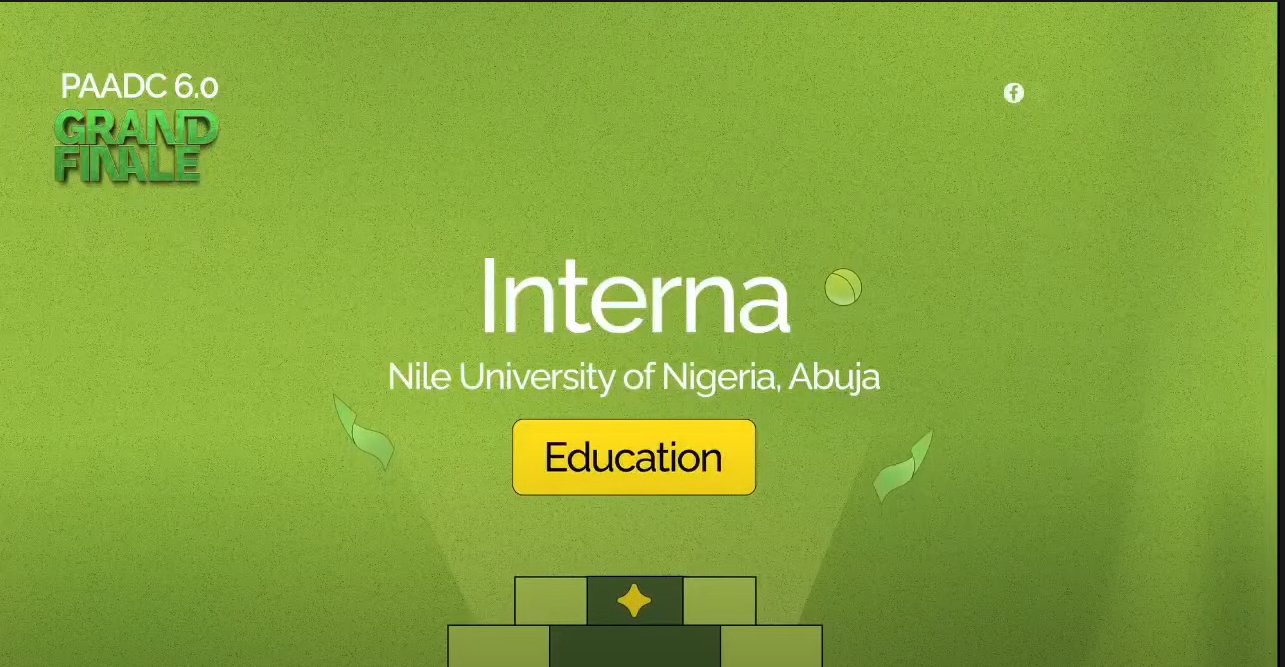 PAADC 6.0
GRAND
FINALE
Interna
Nile University of Nigeria, Abuja
Education